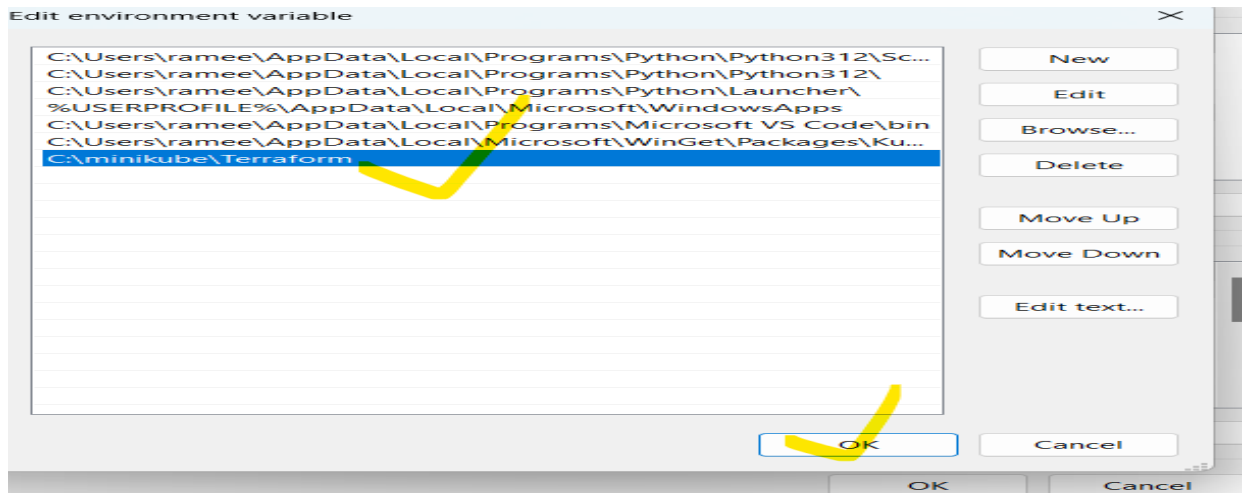 Edit environment variable
C:\Users\ramee\AppData\Local\Programs\Python\Python312\Sc...
C:\Users\ramee\AppData\Local\Programs\Python\Python312\
C:\Users\ramee\AppData\Local\Programs\Python\Launcher\
%USERPROFILE%\AppData\Local\Microsoft\WindowsApps
C:\Users\ramee\AppData\Local\Programs\Microsoft VS Code\bin
C:\Users\ramee\AppData\Local\Microsoft\WinGet\Packages\Ku...
C:\minikube\Terraform
New
Edit
Browse...
Delete
Move Up
Move Down
Edit text...
OK
Cancel
OK
Cancel